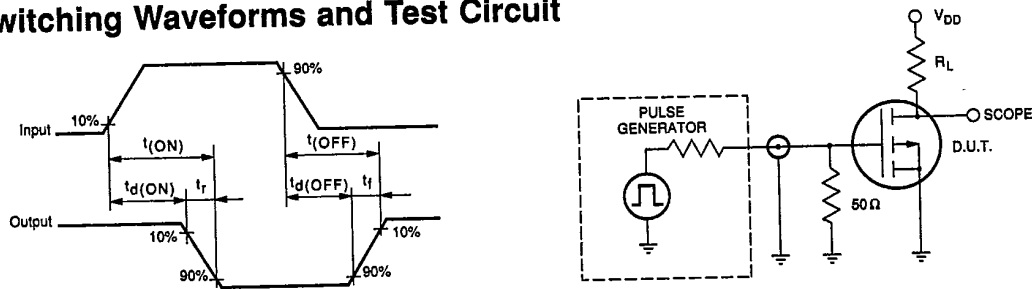 witching Waveforms and Test Circuit
Input
10%
90%
t(ON)
t(OFF)
td(ON)
tr
td(OFF)
tf
Output
10%
90%
10%
90%
PULSE
GENERATOR
50Ω
VDD
RL
SCOPE
D.U.T.